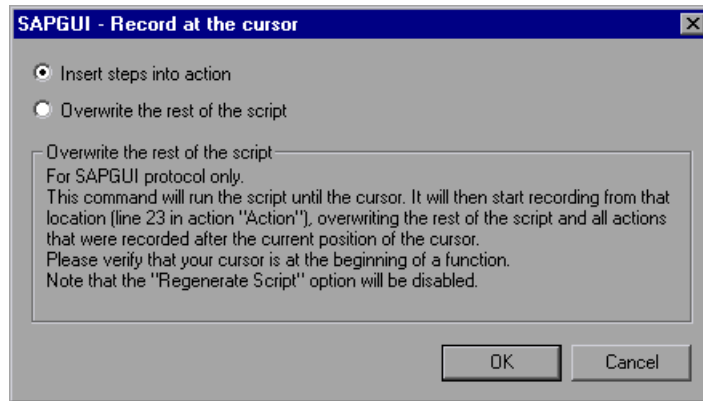 SAPGUI - Record at the cursor
Insert steps into action
Overwrite the rest of the script
Overwrite the rest of the script
For SAPGUI protocol only.
This command will run the script until the cursor. It will then start recording from that
location (line 23 in action "Action"), overwriting the rest of the script and all actions
that were recorded after the current position of the cursor.
Please verify that your cursor is at the beginning of a function.
Note that the "Regenerate Script" option will be disabled.
OK Cancel